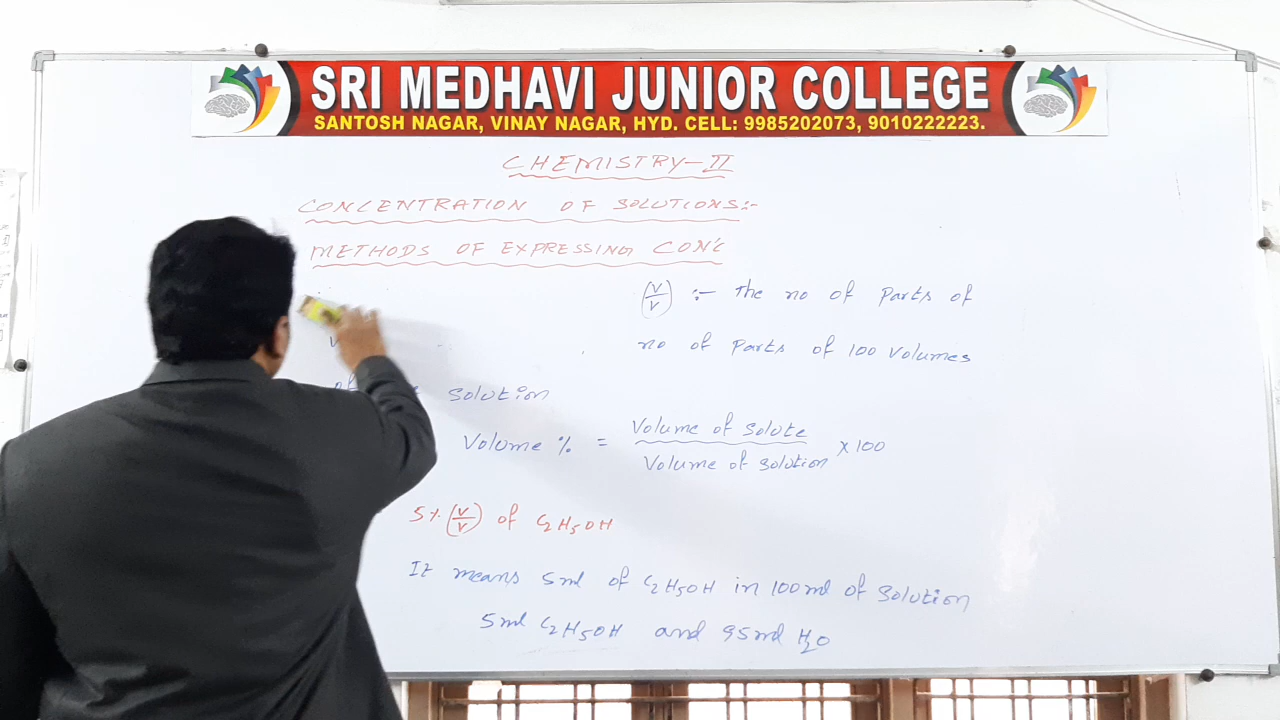 SRI MEDHAVI JUNIOR COLLEGE
SANTOSH NAGAR, VINAY NAGAR, HYD. CELL: 9985202073, 9010222223.
CHEMISTRY-II
CONCENTRATION OF SOLUTIONS:-
METHODS OF EXPRESSING CON'C
(V/V) :- The no of parts of
no of parts of 100 volumes
solution
Volume % = Volume of solute / Volume of solution × 100
5% (V/V) of C2H5OH
It means 5ml of C2H5OH in 100ml of solution
5ml C2H5OH and 95ml H2O